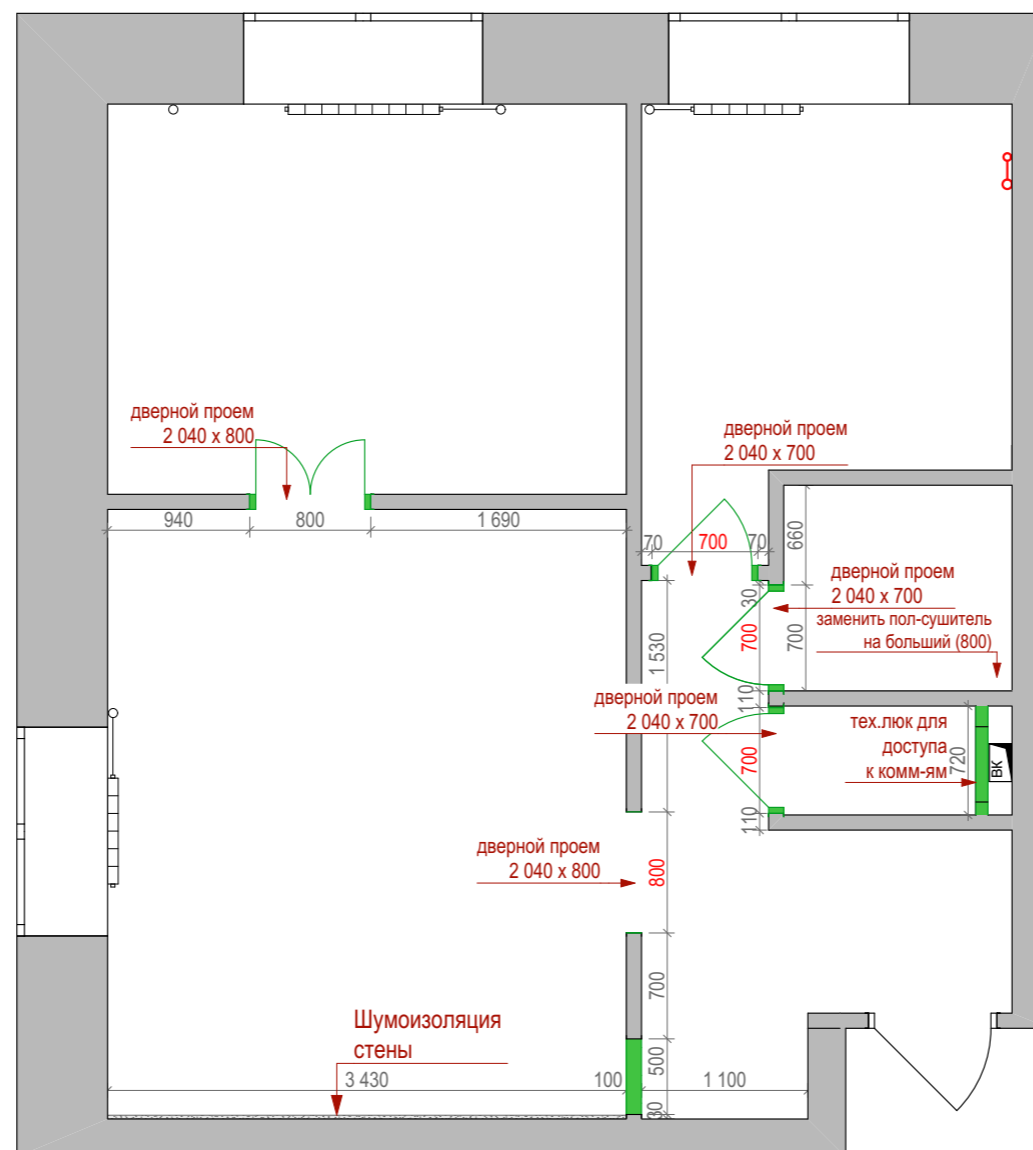 дверной проем
2 040 x 800
дверной проем
2 040 x 700
940
800
1 690
70
700
70
660
дверной проем
2 040 x 700
заменить пол-сушитель
на больший (800)
30
700
700
1 530
110
дверной проем
2 040 x 700
тех.люк для
доступа
к комм-ям
700
720
ВК
110
дверной проем
2 040 x 800
800
700
Шумоизоляция
стены
3 430
100
500
1 100
30